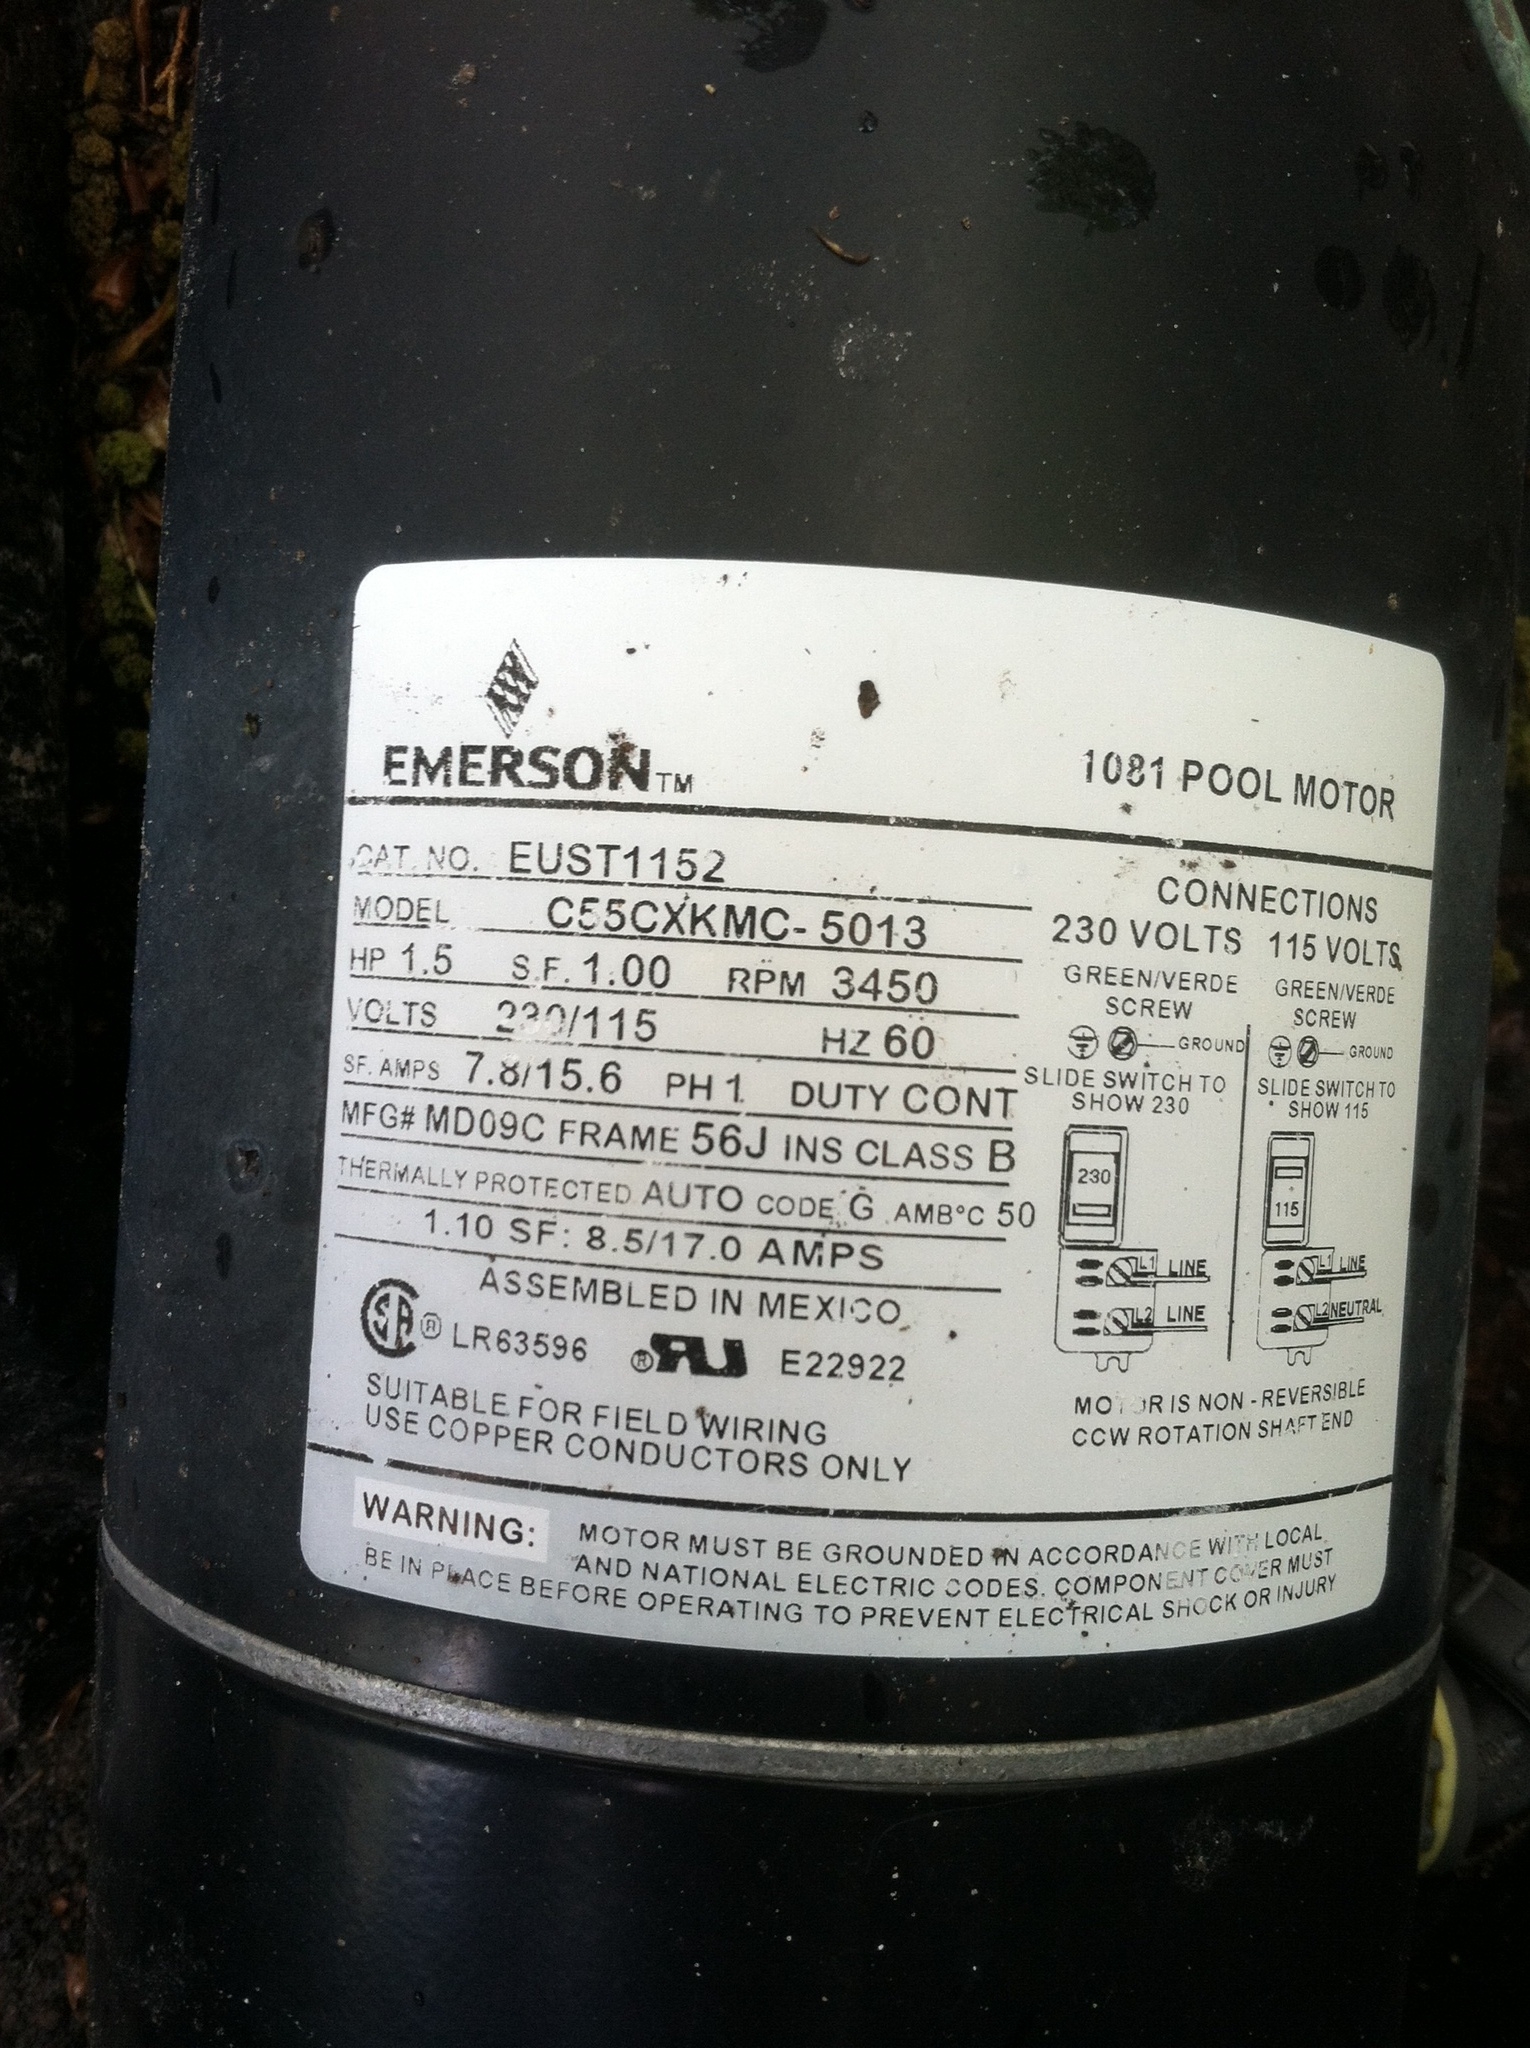 EMERSON™
1081 POOL MOTOR
CAT. NO. EUST1152
MODEL C55CXKMC-5013
HP 1.5 S.F. 1.00 RPM 3450
VOLTS 230/115 HZ 60
SF. AMPS 7.8/15.6 PH 1 DUTY CONT
MFG# MD09C FRAME 56J INS CLASS B
THERMALLY PROTECTED AUTO CODE G AMB°C 50
1.10 SF: 8.5/17.0 AMPS
ASSEMBLED IN MEXICO
SA ® LR63596 ® RU E22922
SUITABLE FOR FIELD WIRING
USE COPPER CONDUCTORS ONLY
CONNECTIONS
230 VOLTS
GREEN/VERDE
SCREW
GROUND
SLIDE SWITCH TO
SHOW 230
230
L1 LINE
L2 LINE
115 VOLTS
GREEN/VERDE
SCREW
GROUND
SLIDE SWITCH TO
SHOW 115
115
L1 LINE
L2 NEUTRAL
MOTOR IS NON - REVERSIBLE
CCW ROTATION SHAFT END
WARNING: MOTOR MUST BE GROUNDED IN ACCORDANCE WITH LOCAL
AND NATIONAL ELECTRIC CODES. COMPONENT COVER MUST
BE IN PLACE BEFORE OPERATING TO PREVENT ELECTRICAL SHOCK OR INJURY